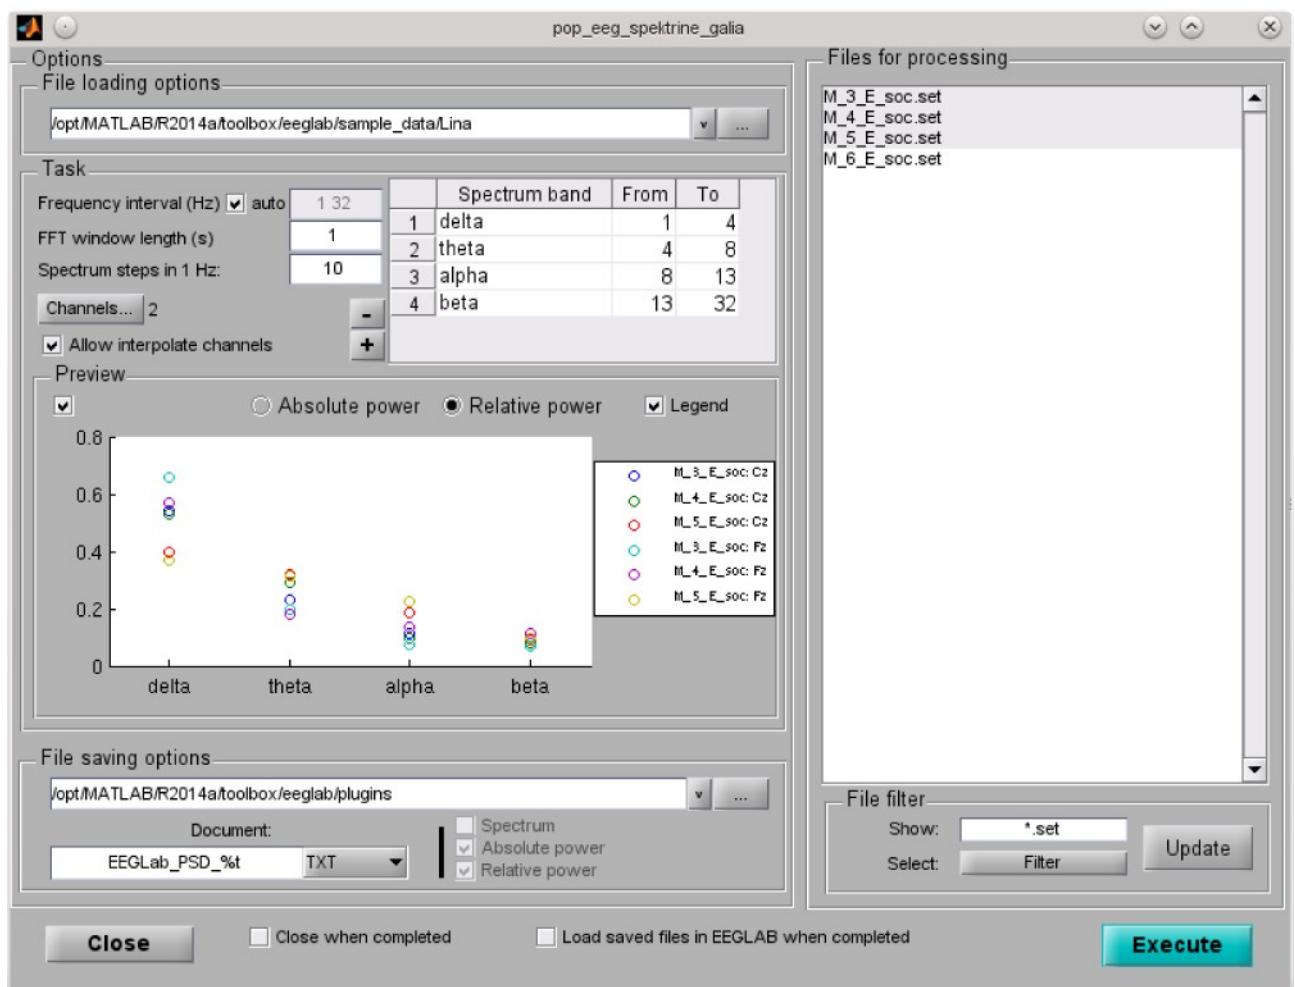 pop_eeg_spektrine_galia
Options
File loading options
/opt/MATLAB/R2014a/toolbox/eeglab/sample_data/Lina
v
...
Task
Frequency interval (Hz) auto 1 32
FFT window length (s) 1
Spectrum steps in 1 Hz: 10
Channels... 2
-
Allow interpolate channels
+
Spectrum band From To
1 delta 1 4
2 theta 4 8
3 alpha 8 13
4 beta 13 32
Preview
Absolute power Relative power Legend
0.8
0.6
0.4
0.2
0
delta theta alpha beta
M_3_E_soc: Cz
M_4_E_soc: Cz
M_5_E_soc: Cz
M_3_E_soc: Fz
M_4_E_soc: Fz
M_5_E_soc: Fz
File saving options
/opt/MATLAB/R2014a/toolbox/eeglab/plugins
v
...
Document:
EEGLab_PSD_%t TXT
Spectrum
Absolute power
Relative power
Files for processing
M_3_E_soc.set
M_4_E_soc.set
M_5_E_soc.set
M_6_E_soc.set
File filter
Show: *.set
Select: Filter
Update
Close
Close when completed
Load saved files in EEGLAB when completed
Execute